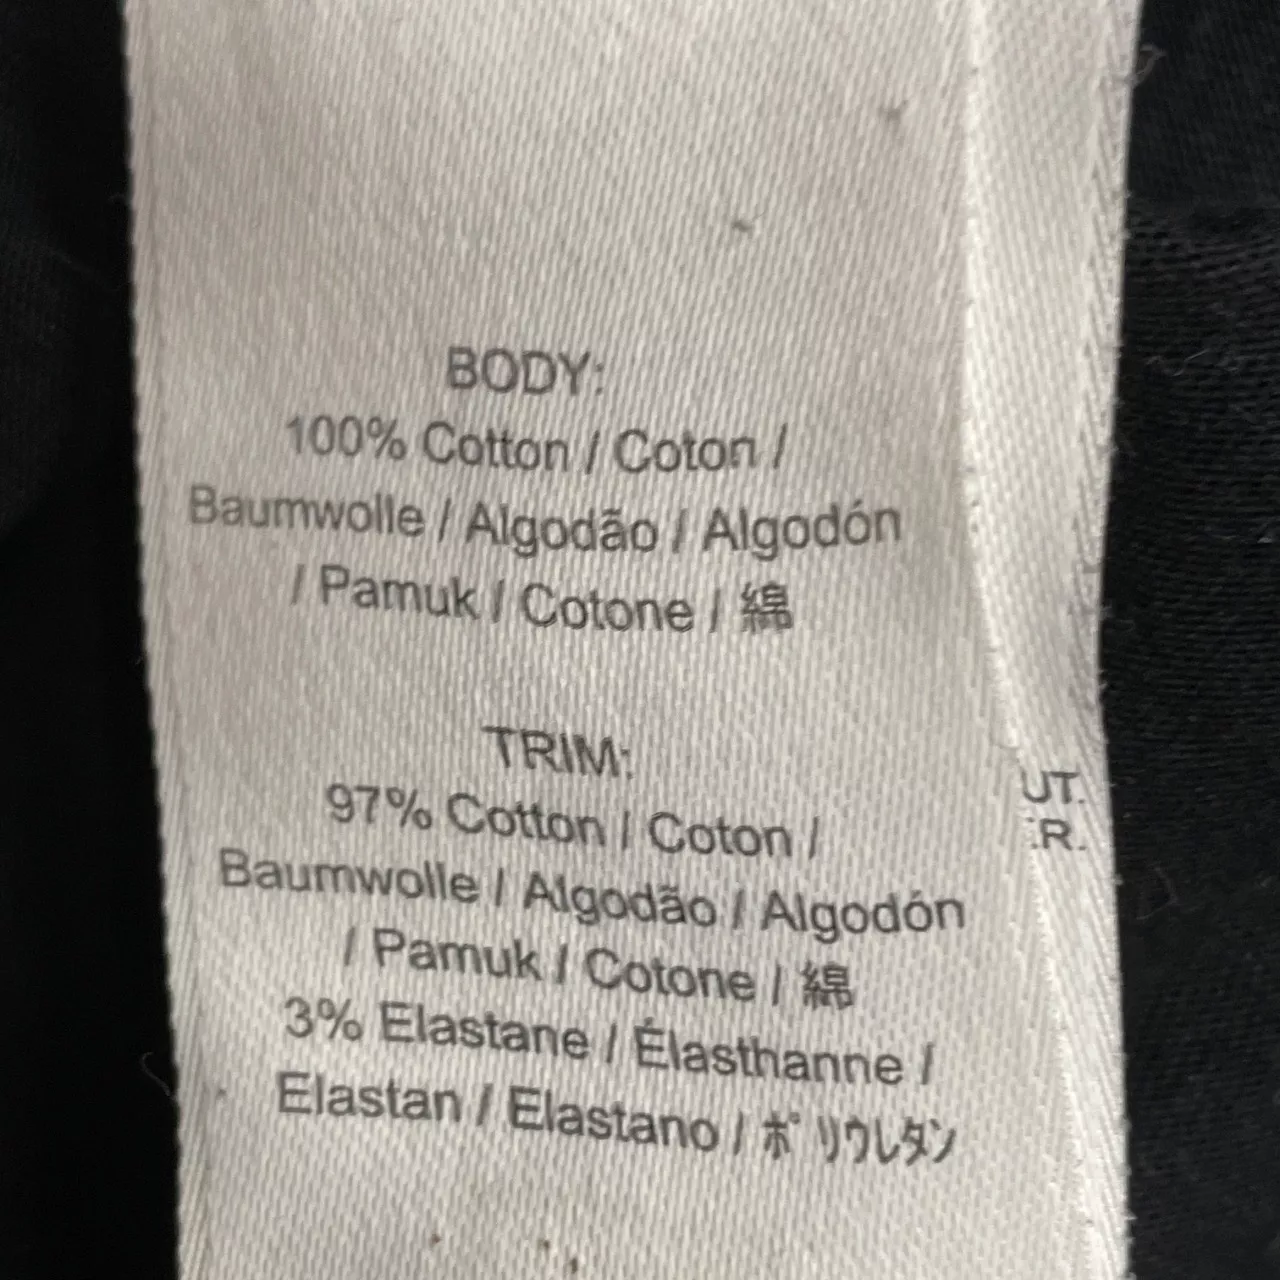 BODY:
100% Cotton / Coton /
Baumwolle / Algodão / Algodón
/ Pamuk / Cotone / 綿
TRIM:
97% Cotton / Coton /
Baumwolle / Algodão / Algodón
/ Pamuk / Cotone / 綿
3% Elastane / Élasthanne /
Elastan / Elastano / ポリウレタン
UT.
R.